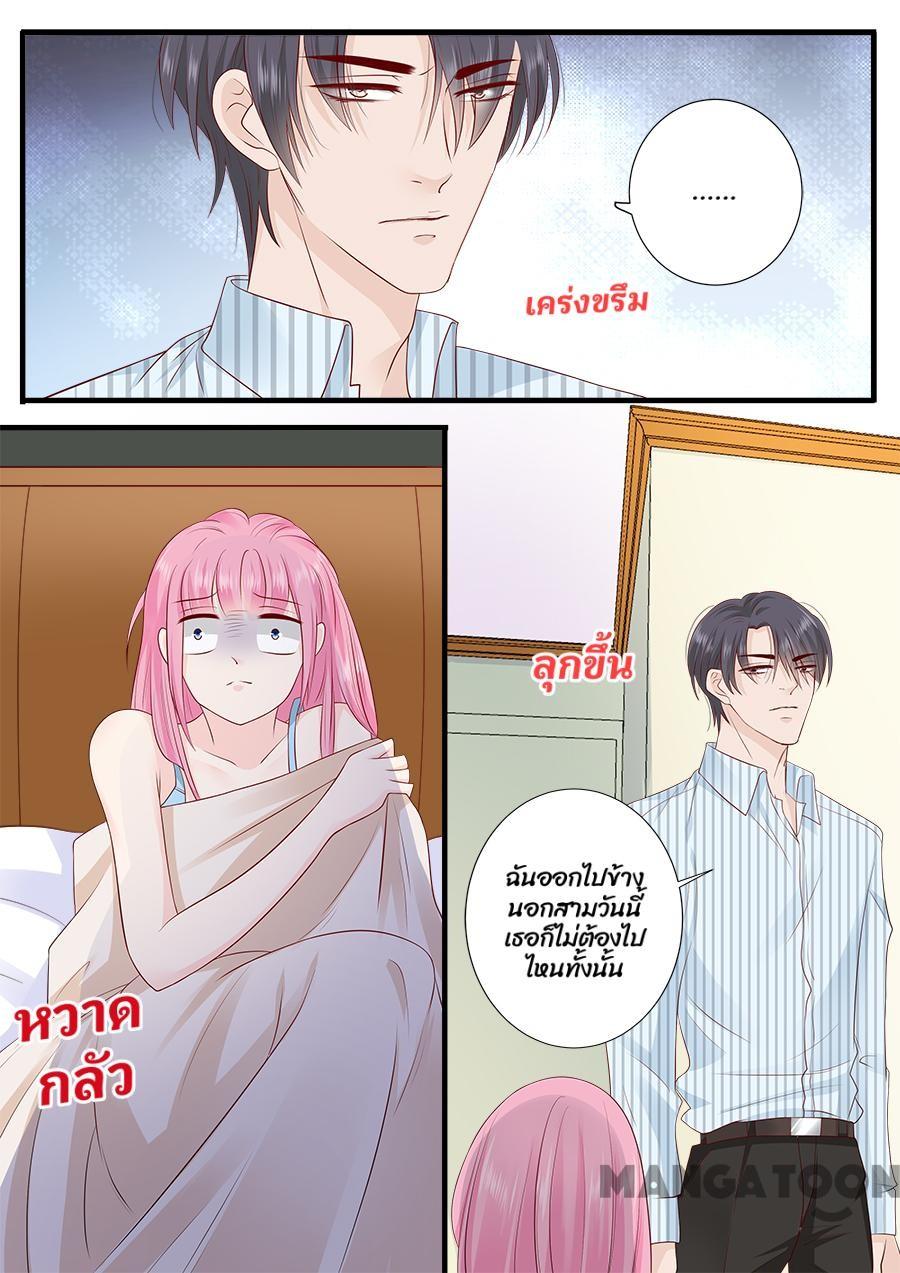 ......
เคร่งขรึม
ลุกขึ้น
ฉันออกไปข้าง
นอกสามวันนี้
เธอก็ไม่ต้องไป
ไหนทั้งนั้น
หวาด
กลัว
MANGATOON